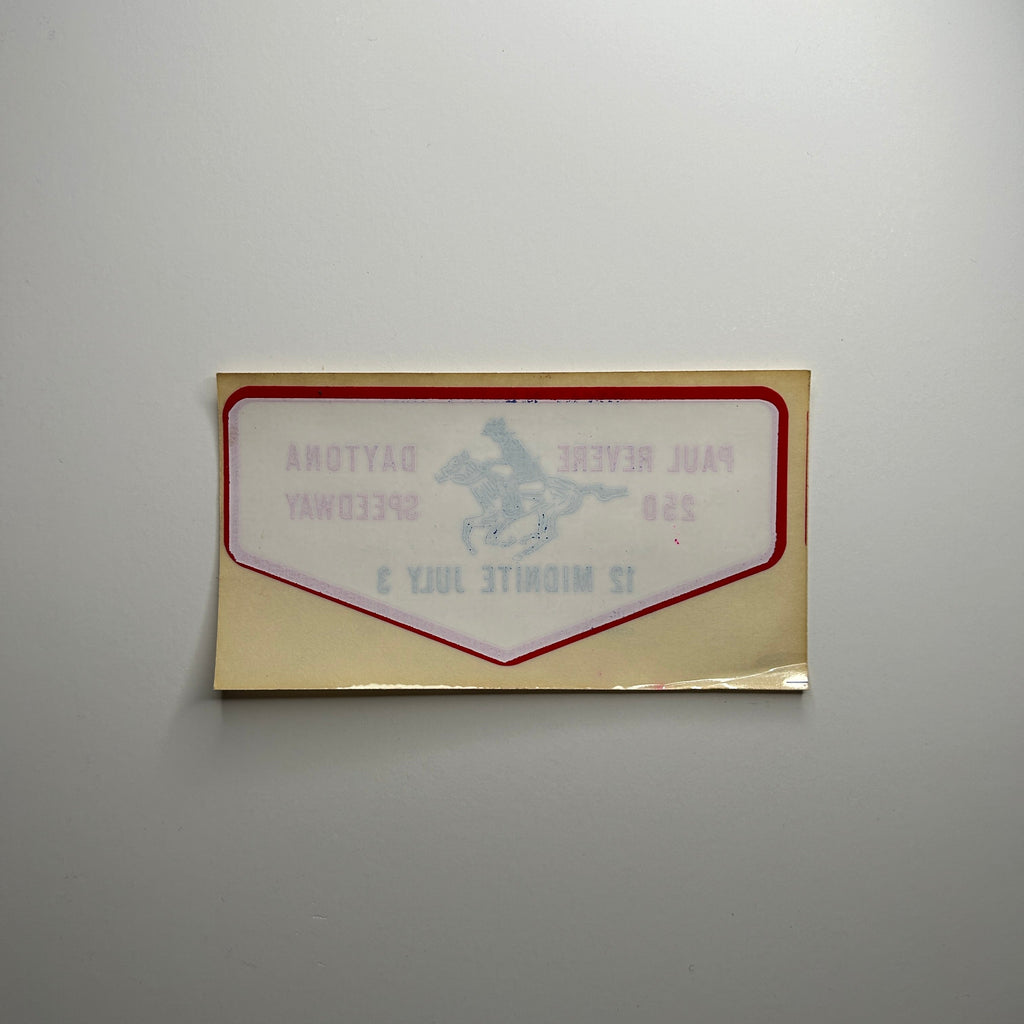 PAUL REVERE
250
DAYTONA
SPEEDWAY
12 MIDNITE JULY 3